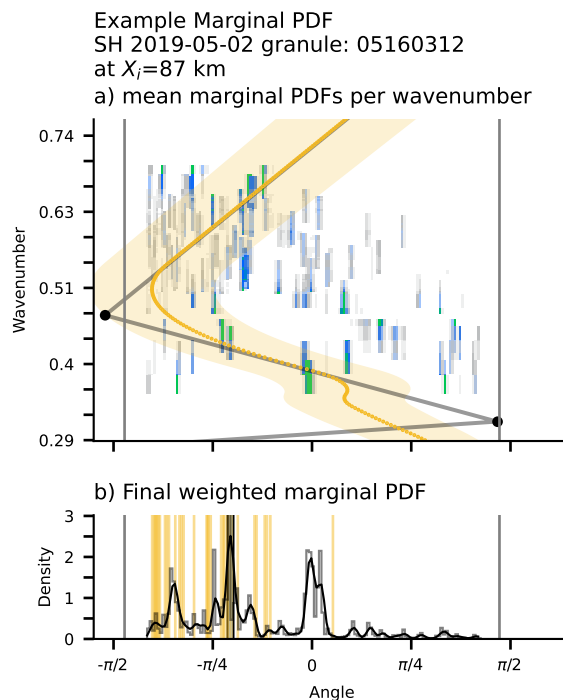 Example Marginal PDF
SH 2019-05-02 granule: 05160312
at Xi=87 km
a) mean marginal PDFs per wavenumber
0.74
0.63
0.51
0.4
0.29
Wavenumber
b) Final weighted marginal PDF
3
2
1
0
Density
-π/2
-π/4
0
π/4
π/2
Angle